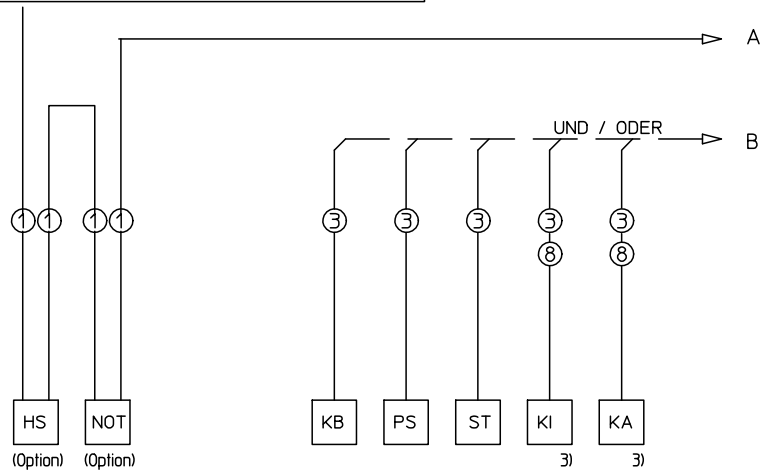 A
UND / ODER
B
1 1 1 1 3 3 3 3 3
8 8
HS NOT KB PS ST KI KA
(Option) (Option) 3) 3)